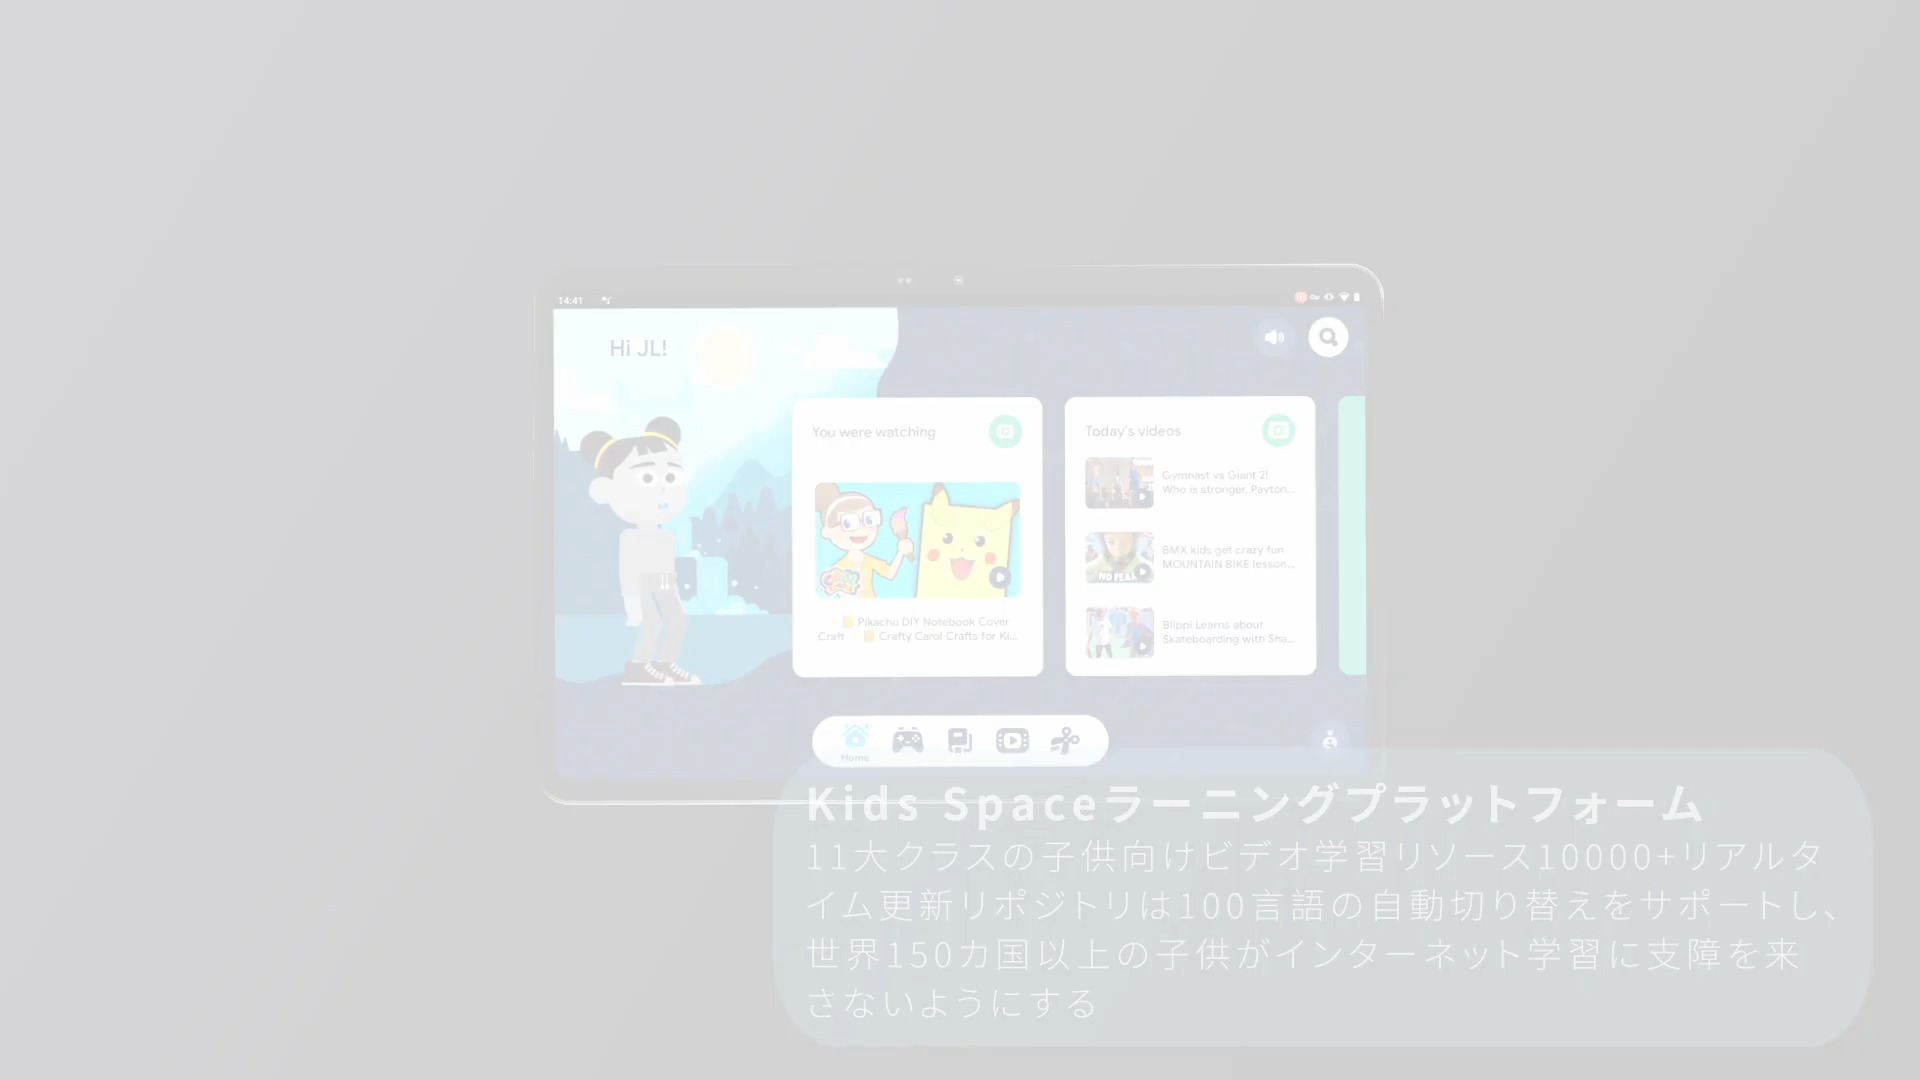 14:41
Hi JL!
You were watching
Pikachu DIY Notebook Cover
Craft Crafty Carol Crafts for Ki...
Today's videos
Gymnast vs Giant 2!
Who is stronger, Payton...
BMX kids get crazy fun
MOUNTAIN BIKE lesson...
NO FEAR
Blippi Learns about
Skateboarding with Sha...
Home
Kids Spaceラーニングプラットフォーム
11大クラスの子供向けビデオ学習リソース10000+リアルタ
イム更新リポジトリは100言語の自動切り替えをサポートし、
世界150カ国以上の子供がインターネット学習に支障を来
さないようにする